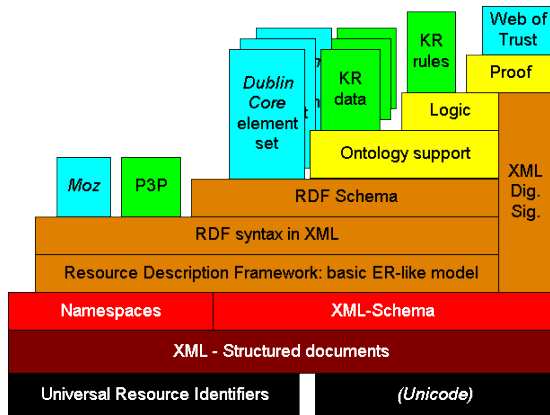 Web of
Trust
KR
rules
Proof
Dublin
Core
element
set
KR
data
Logic
Ontology support
XML
Dig.
Sig.
Moz
P3P
RDF Schema
RDF syntax in XML
Resource Description Framework: basic ER-like model
Namespaces
XML-Schema
XML - Structured documents
Universal Resource Identifiers
(Unicode)